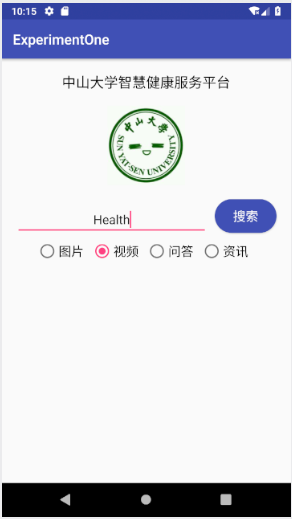 10:15
ExperimentOne
中山大学智慧健康服务平台
中山大学
SUN YAT-SEN UNIVERSITY
Health
搜索
图片 视频 问答 资讯